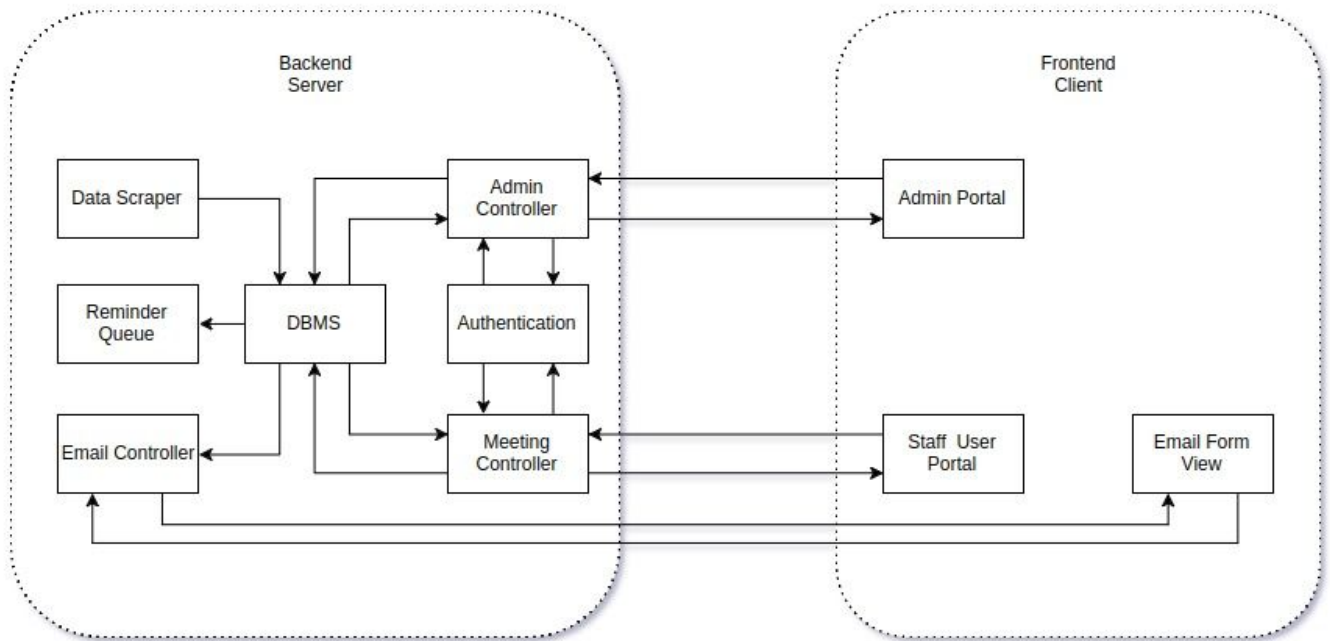 Backend
Server
Frontend
Client
Data Scraper
Admin
Controller
Admin Portal
Reminder
Queue
DBMS
Authentication
Email Controller
Meeting
Controller
Staff User
Portal
Email Form
View